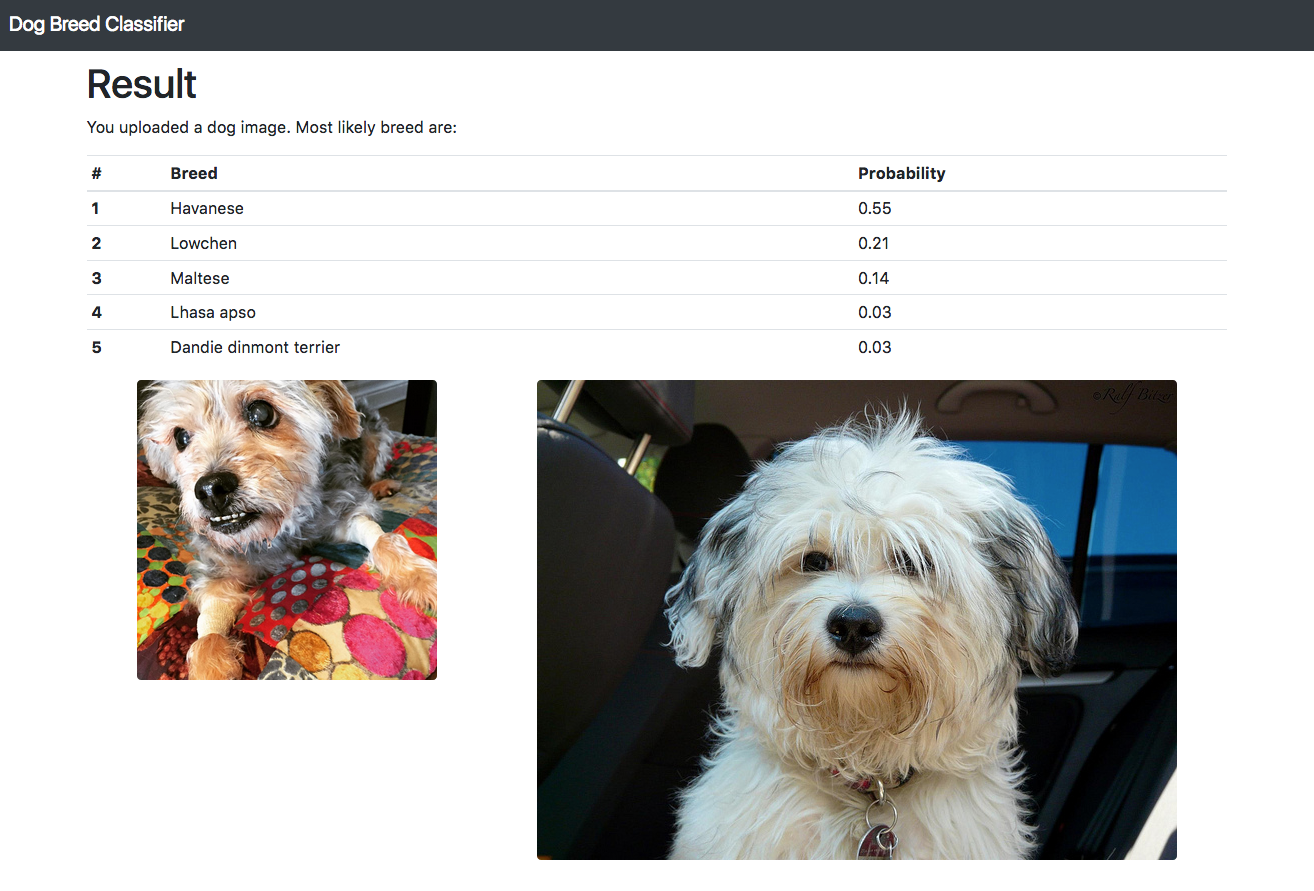 Dog Breed Classifier
Result
You uploaded a dog image. Most likely breed are:
# Breed Probability
1 Havanese 0.55
2 Lowchen 0.21
3 Maltese 0.14
4 Lhasa apso 0.03
5 Dandie dinmont terrier 0.03
©Ralf Bitzer